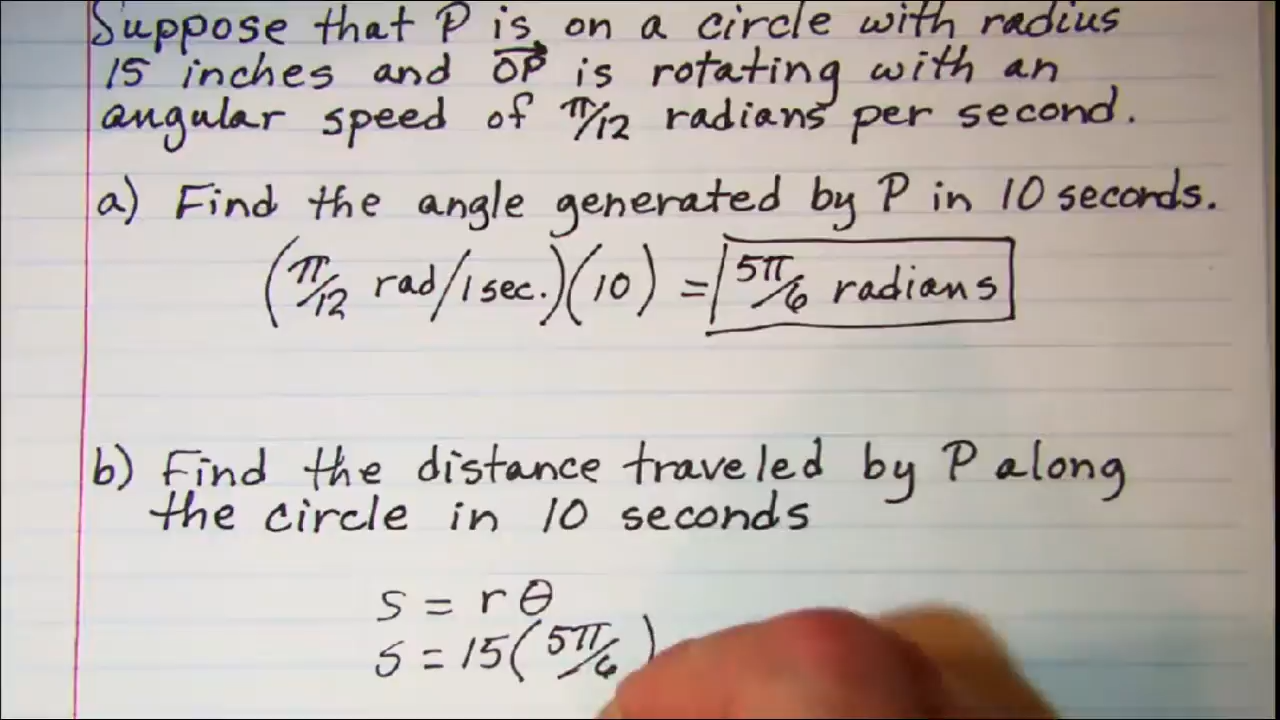 Suppose that P is on a circle with radius
15 inches and OP is rotating with an
angular speed of π/12 radians per second.
a) Find the angle generated by P in 10 seconds.
(π/12 rad/1 sec.)(10) = 5π/6 radians
b) Find the distance traveled by P along
the circle in 10 seconds
s = rθ
s = 15(5π/6)